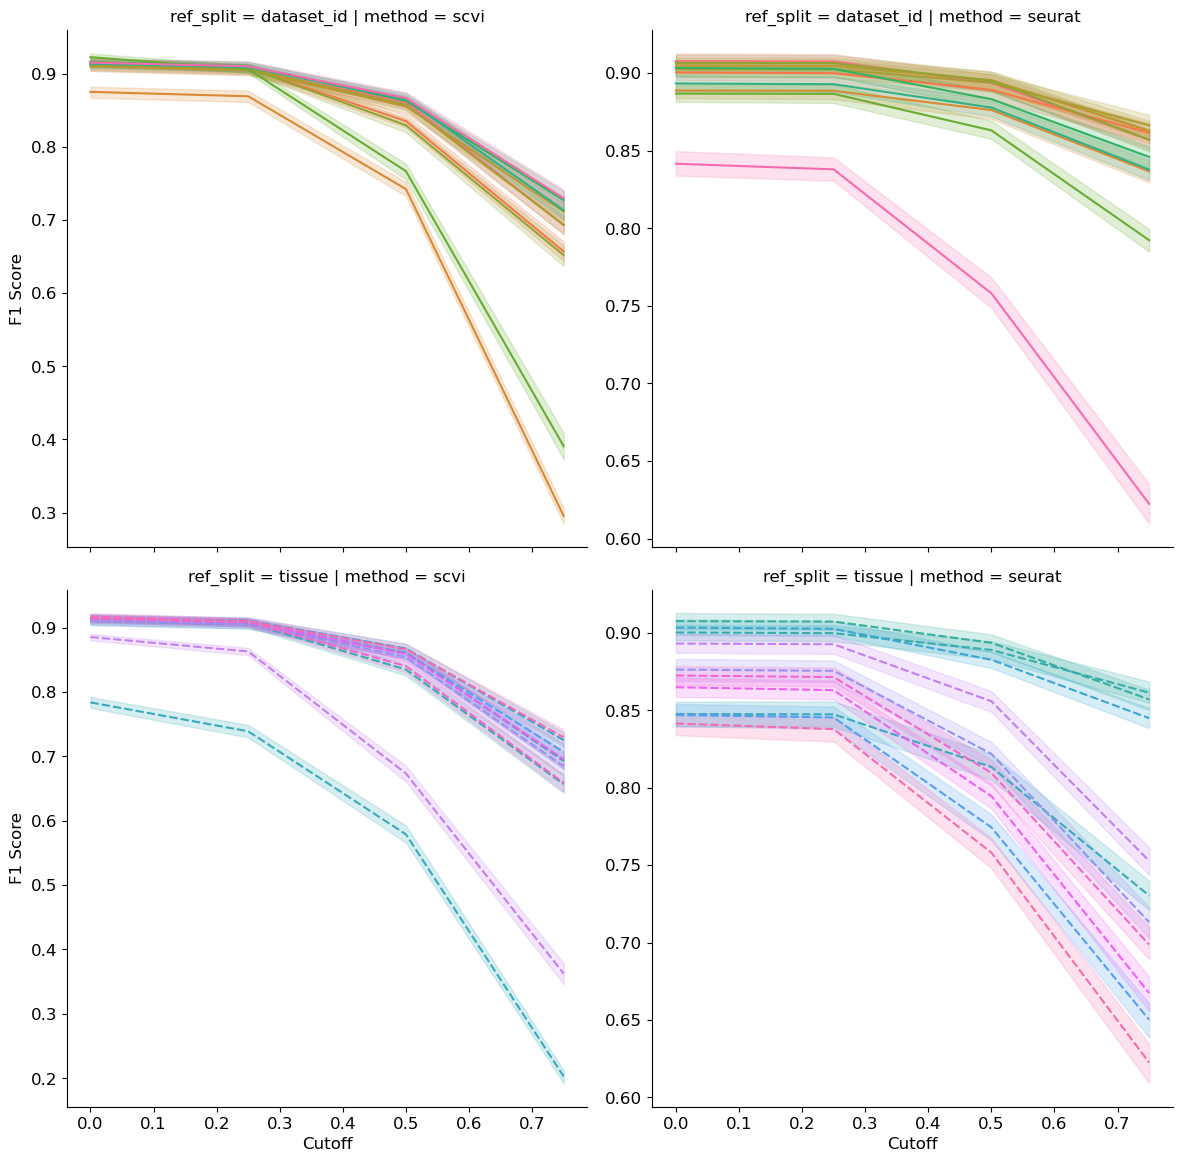 ref_split = dataset_id | method = scvi
ref_split = dataset_id | method = seurat
F1 Score
0.9
0.8
0.7
0.6
0.5
0.4
0.3
0.90
0.85
0.80
0.75
0.70
0.65
0.60
ref_split = tissue | method = scvi
ref_split = tissue | method = seurat
F1 Score
0.9
0.8
0.7
0.6
0.5
0.4
0.3
0.2
0.90
0.85
0.80
0.75
0.70
0.65
0.60
0.0 0.1 0.2 0.3 0.4 0.5 0.6 0.7
0.0 0.1 0.2 0.3 0.4 0.5 0.6 0.7
Cutoff
Cutoff